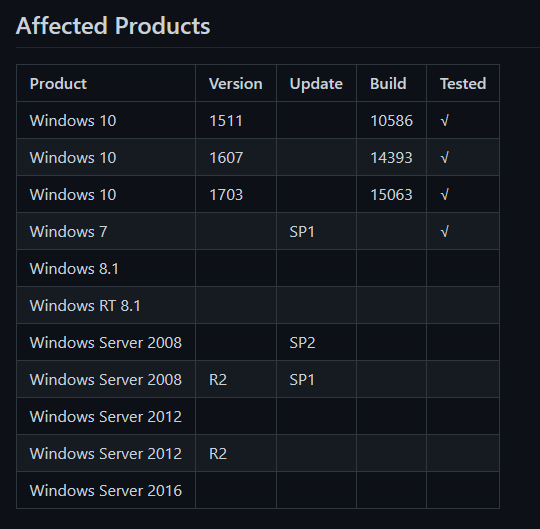 Affected Products
Product Version Update Build Tested
Windows 10 1511 10586 √
Windows 10 1607 14393 √
Windows 10 1703 15063 √
Windows 7 SP1 √
Windows 8.1
Windows RT 8.1
Windows Server 2008 SP2
Windows Server 2008 R2 SP1
Windows Server 2012
Windows Server 2012 R2
Windows Server 2016